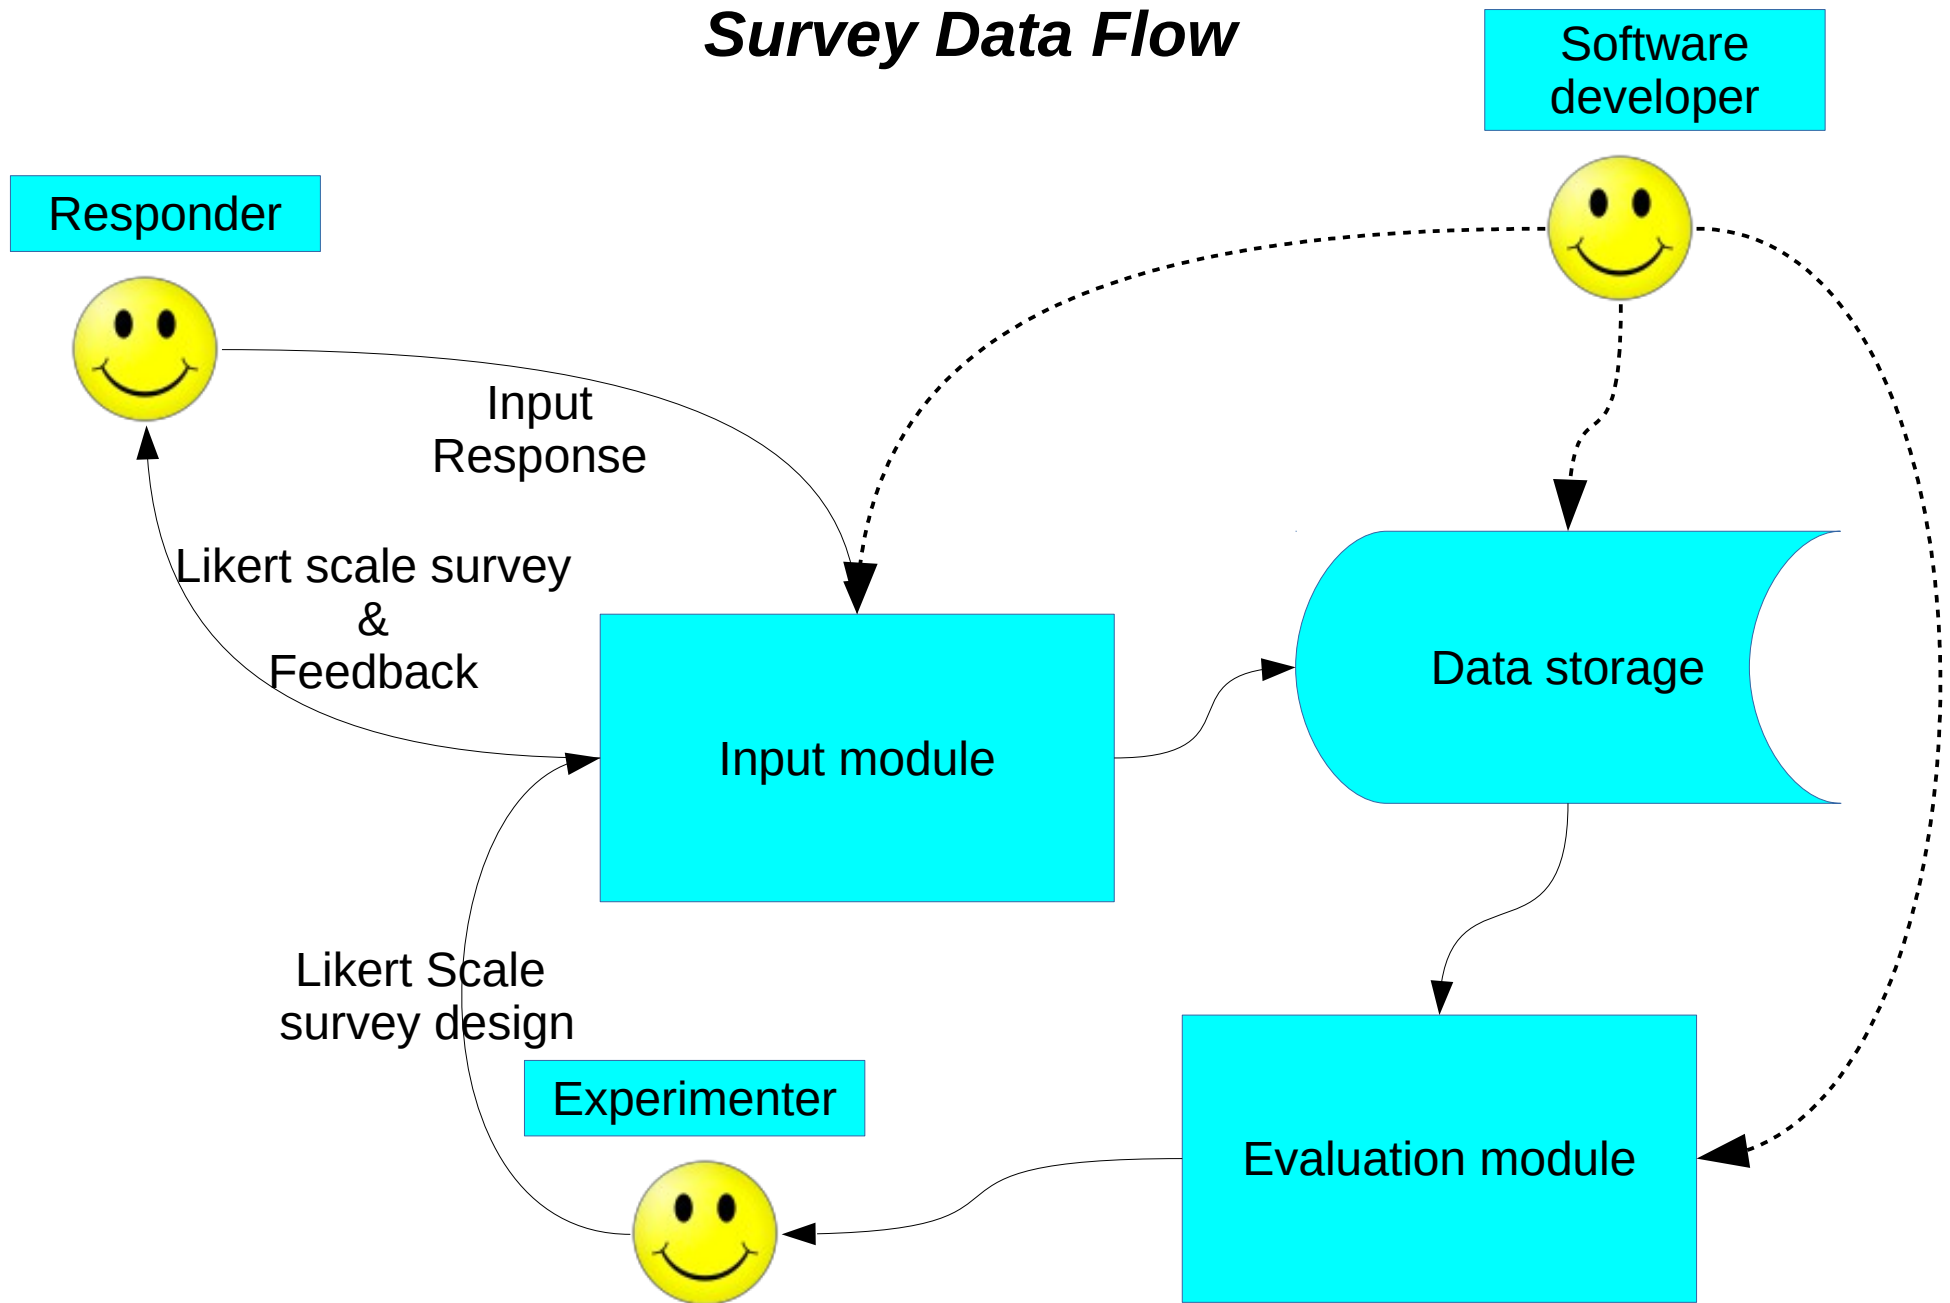 Survey Data Flow
Software
developer
Responder
Input
Response
Likert scale survey
&
Feedback
Data storage
Input module
Likert Scale
survey design
Experimenter
Evaluation module